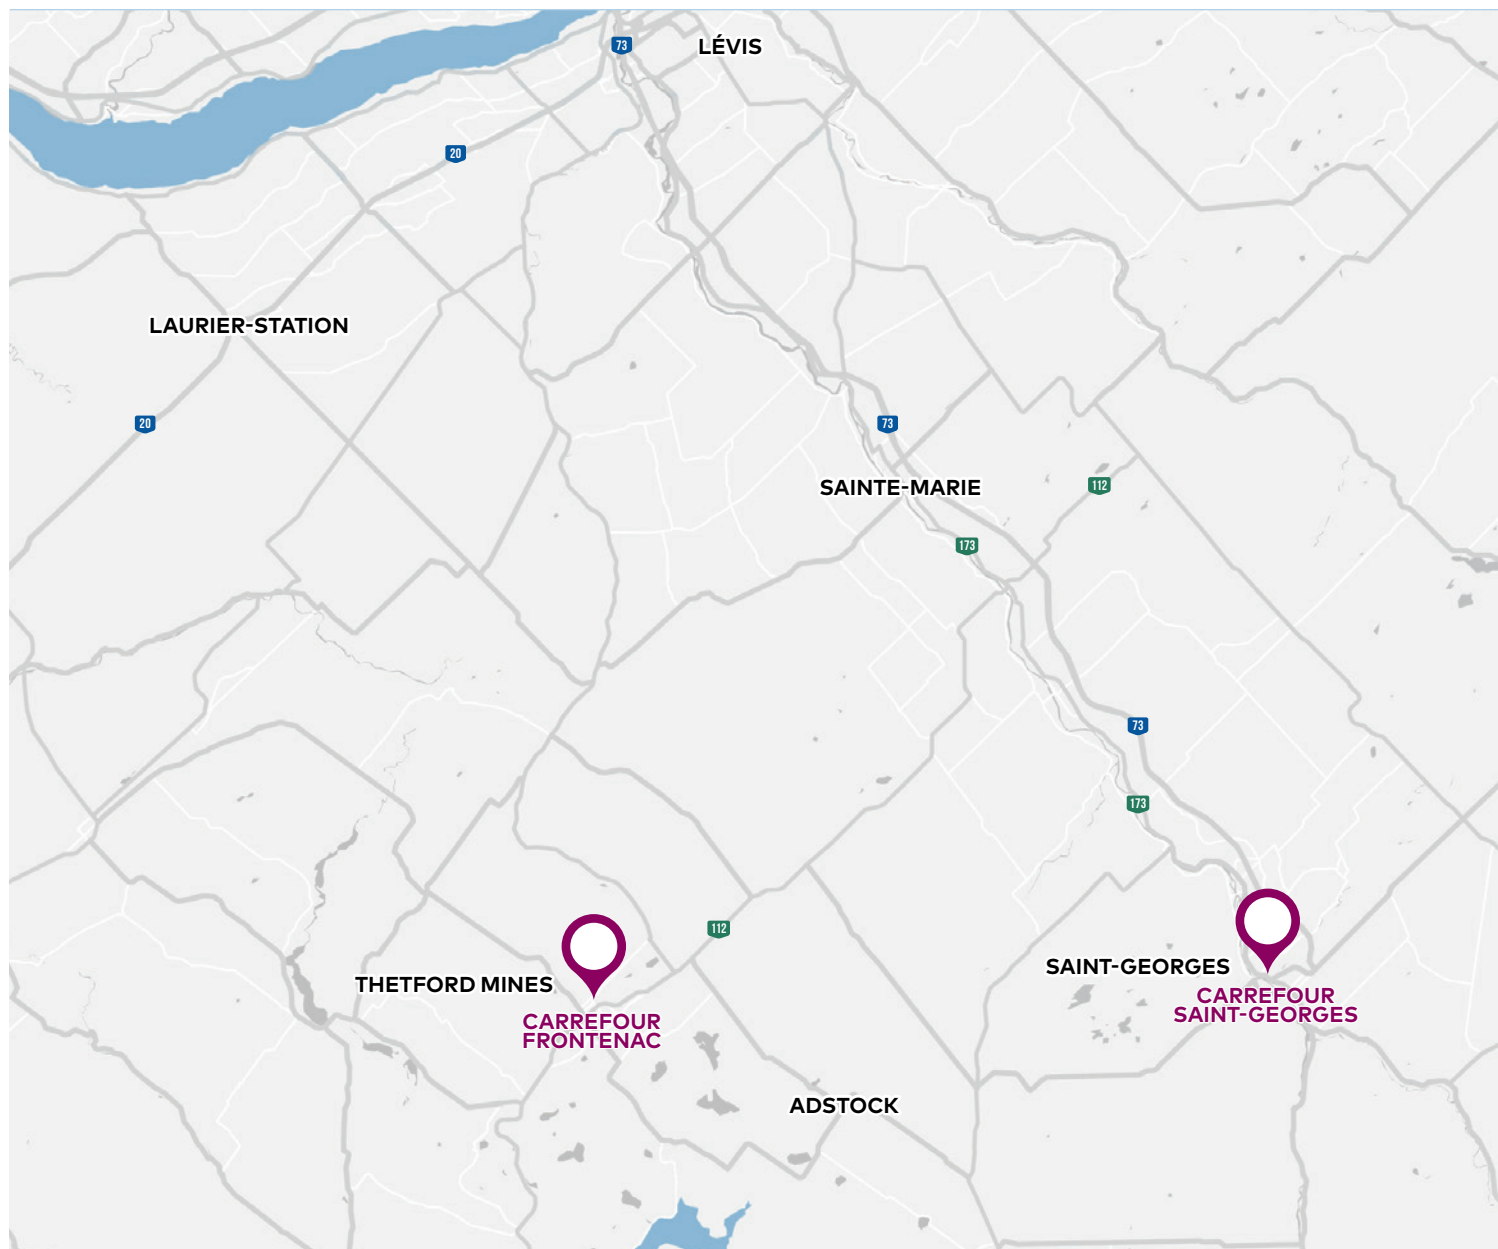 73
LÉVIS
20
LAURIER-STATION
20
73
SAINTE-MARIE
112
173
73
173
112
SAINT-GEORGES
THETFORD MINES
CARREFOUR
SAINT-GEORGES
CARREFOUR
FRONTENAC
ADSTOCK